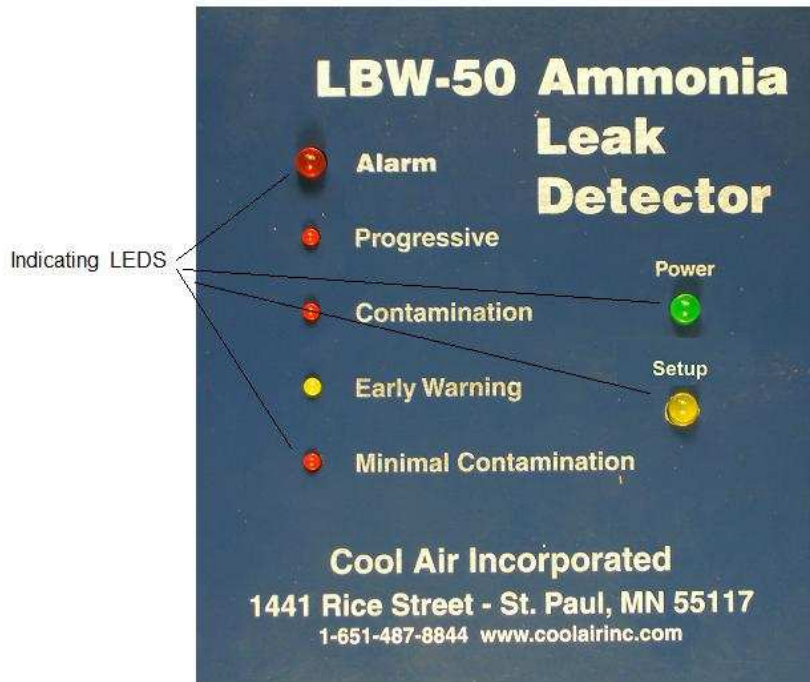 LBW-50 Ammonia
Leak
Detector
Alarm
Progressive
Indicating LEDS
Power
Contamination
Setup
Early Warning
Minimal Contamination
Cool Air Incorporated
1441 Rice Street - St. Paul, MN 55117
1-651-487-8844 www.coolairinc.com